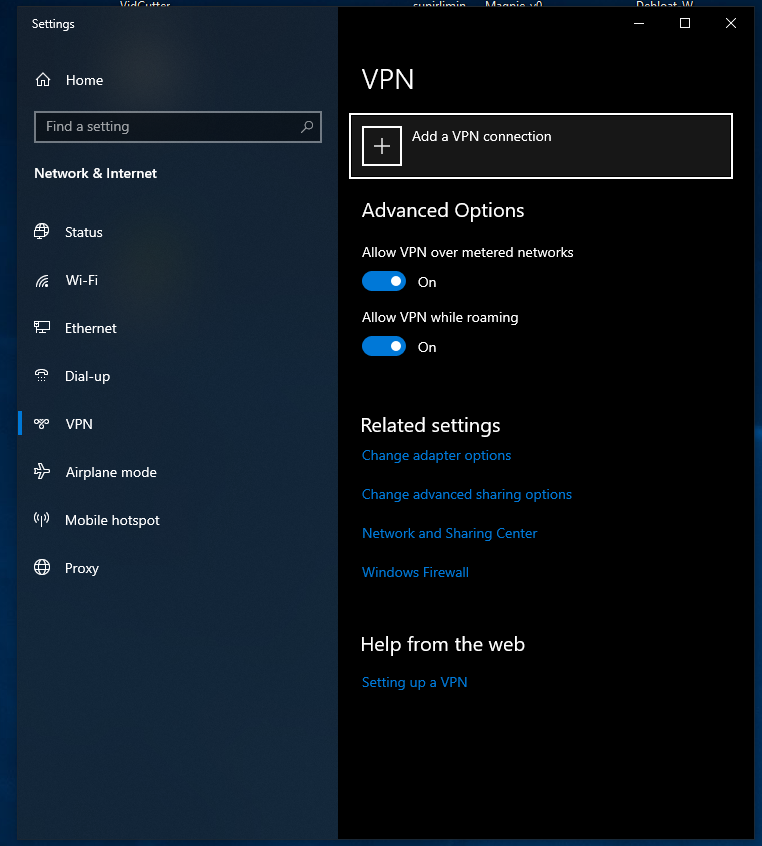 VidCutter
Settings
Home
Find a setting
Network & Internet
Status
Wi-Fi
Ethernet
Dial-up
VPN
Airplane mode
Mobile hotspot
Proxy
VPN
Add a VPN connection
Advanced Options
Allow VPN over metered networks
On
Allow VPN while roaming
On
Related settings
Change adapter options
Change advanced sharing options
Network and Sharing Center
Windows Firewall
Help from the web
Setting up a VPN